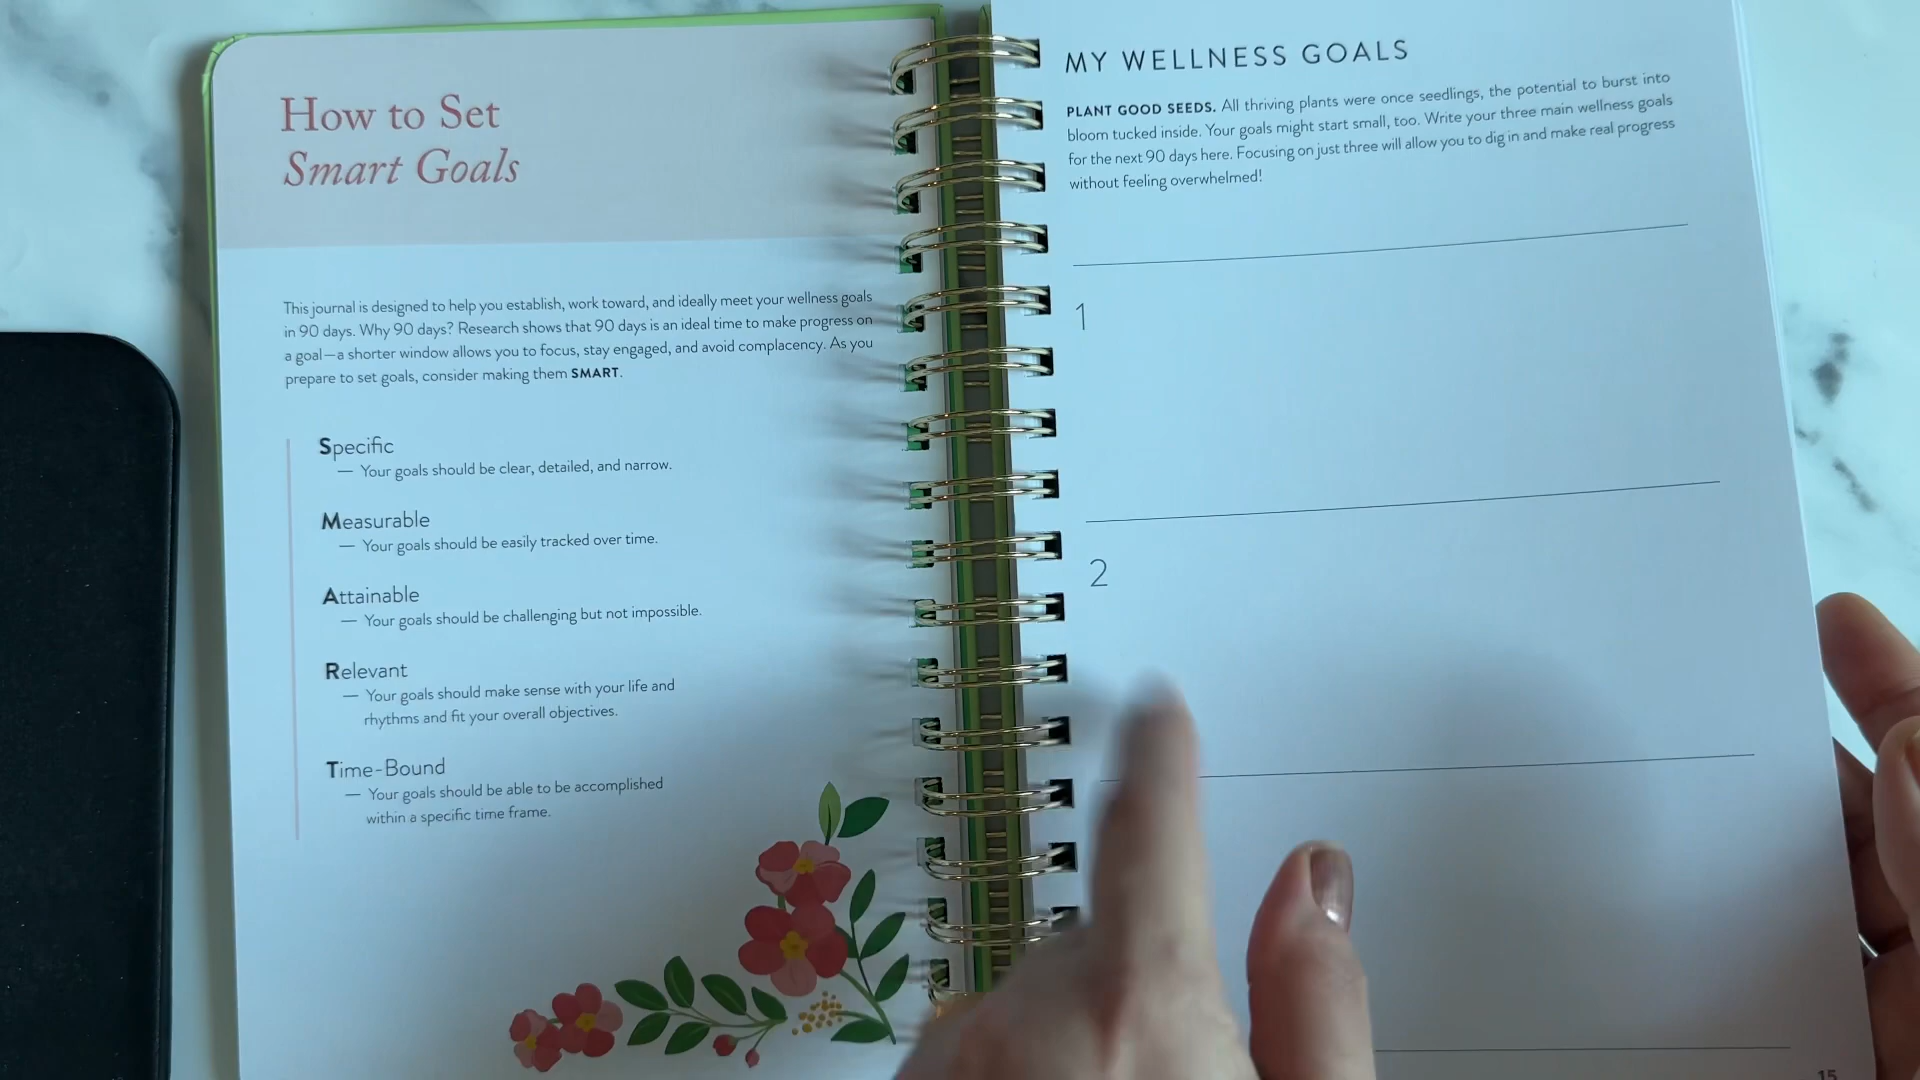 How to Set
Smart Goals
This journal is designed to help you establish, work toward, and ideally meet your wellness goals
in 90 days. Why 90 days? Research shows that 90 days is an ideal time to make progress on
a goal—a shorter window allows you to focus, stay engaged, and avoid complacency. As you
prepare to set goals, consider making them SMART.
Specific
— Your goals should be clear, detailed, and narrow.
Measurable
— Your goals should be easily tracked over time.
Attainable
— Your goals should be challenging but not impossible.
Relevant
— Your goals should make sense with your life and
rhythms and fit your overall objectives.
Time-Bound
— Your goals should be able to be accomplished
within a specific time frame.
MY WELLNESS GOALS
PLANT GOOD SEEDS. All thriving plants were once seedlings, the potential to burst into
bloom tucked inside. Your goals might start small, too. Write your three main wellness goals
for the next 90 days here. Focusing on just three will allow you to dig in and make real progress
without feeling overwhelmed!
1
2
15